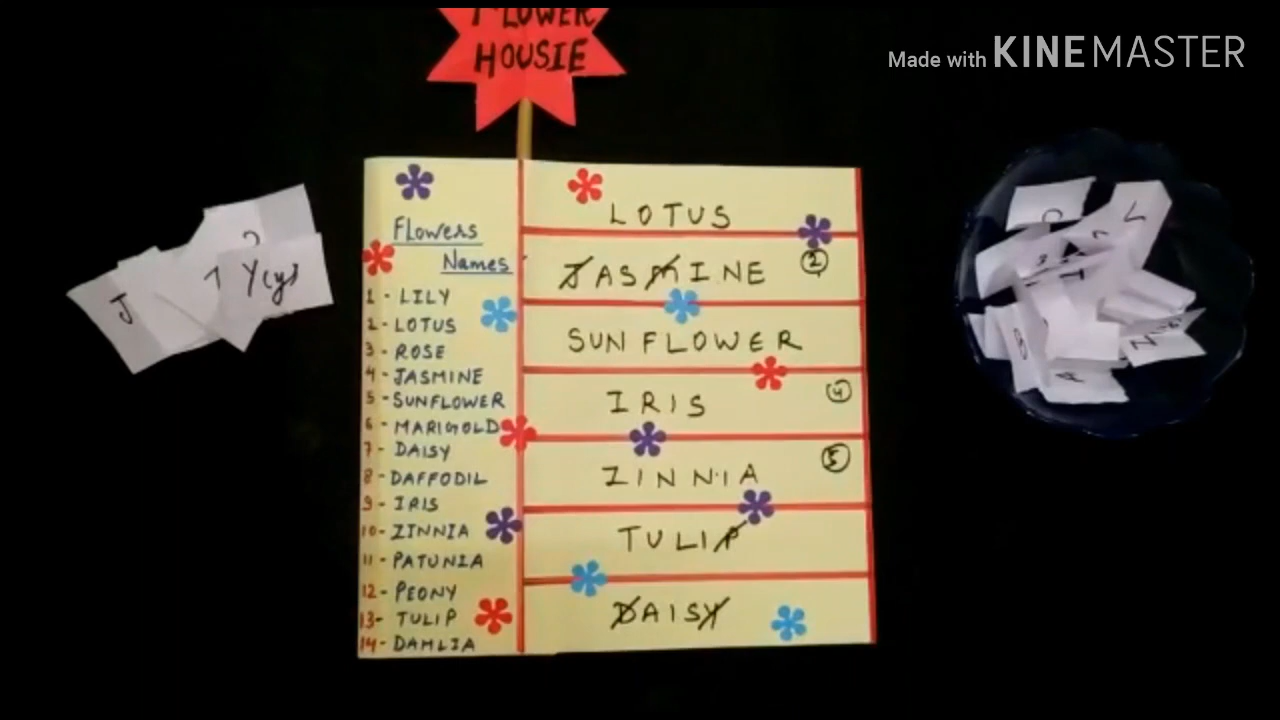 FLOWER
HOUSIE
Made with KINEMASTER
Flowers
Names
1 - LILY
2 - LOTUS
3 - ROSE
4 - JASMINE
5 - SUNFLOWER
6 - MARIGOLD
7 - DAISY
8 - DAFFODIL
9 - IRIS
10 - ZINNIA
11 - PATUNIA
12 - PEONY
13 - TULIP
14 - DAHLIA
LOTUS
JASMINE 2
SUNFLOWER
IRIS 4
ZINNIA 5
TULIP
DAISY
J